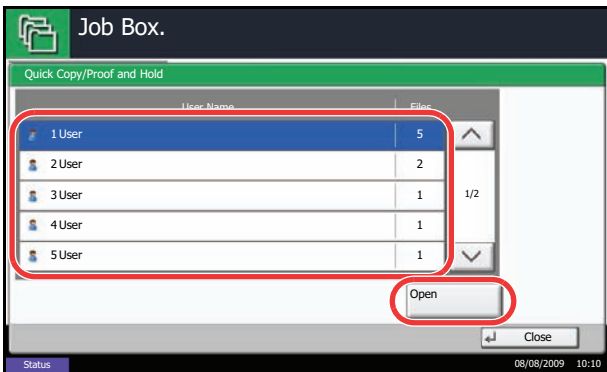 Job Box.
Quick Copy/Proof and Hold
User Name Files
1 User 5
2 User 2
3 User 1
1/2
4 User 1
5 User 1
Open
Close
Status 08/08/2009 10:10